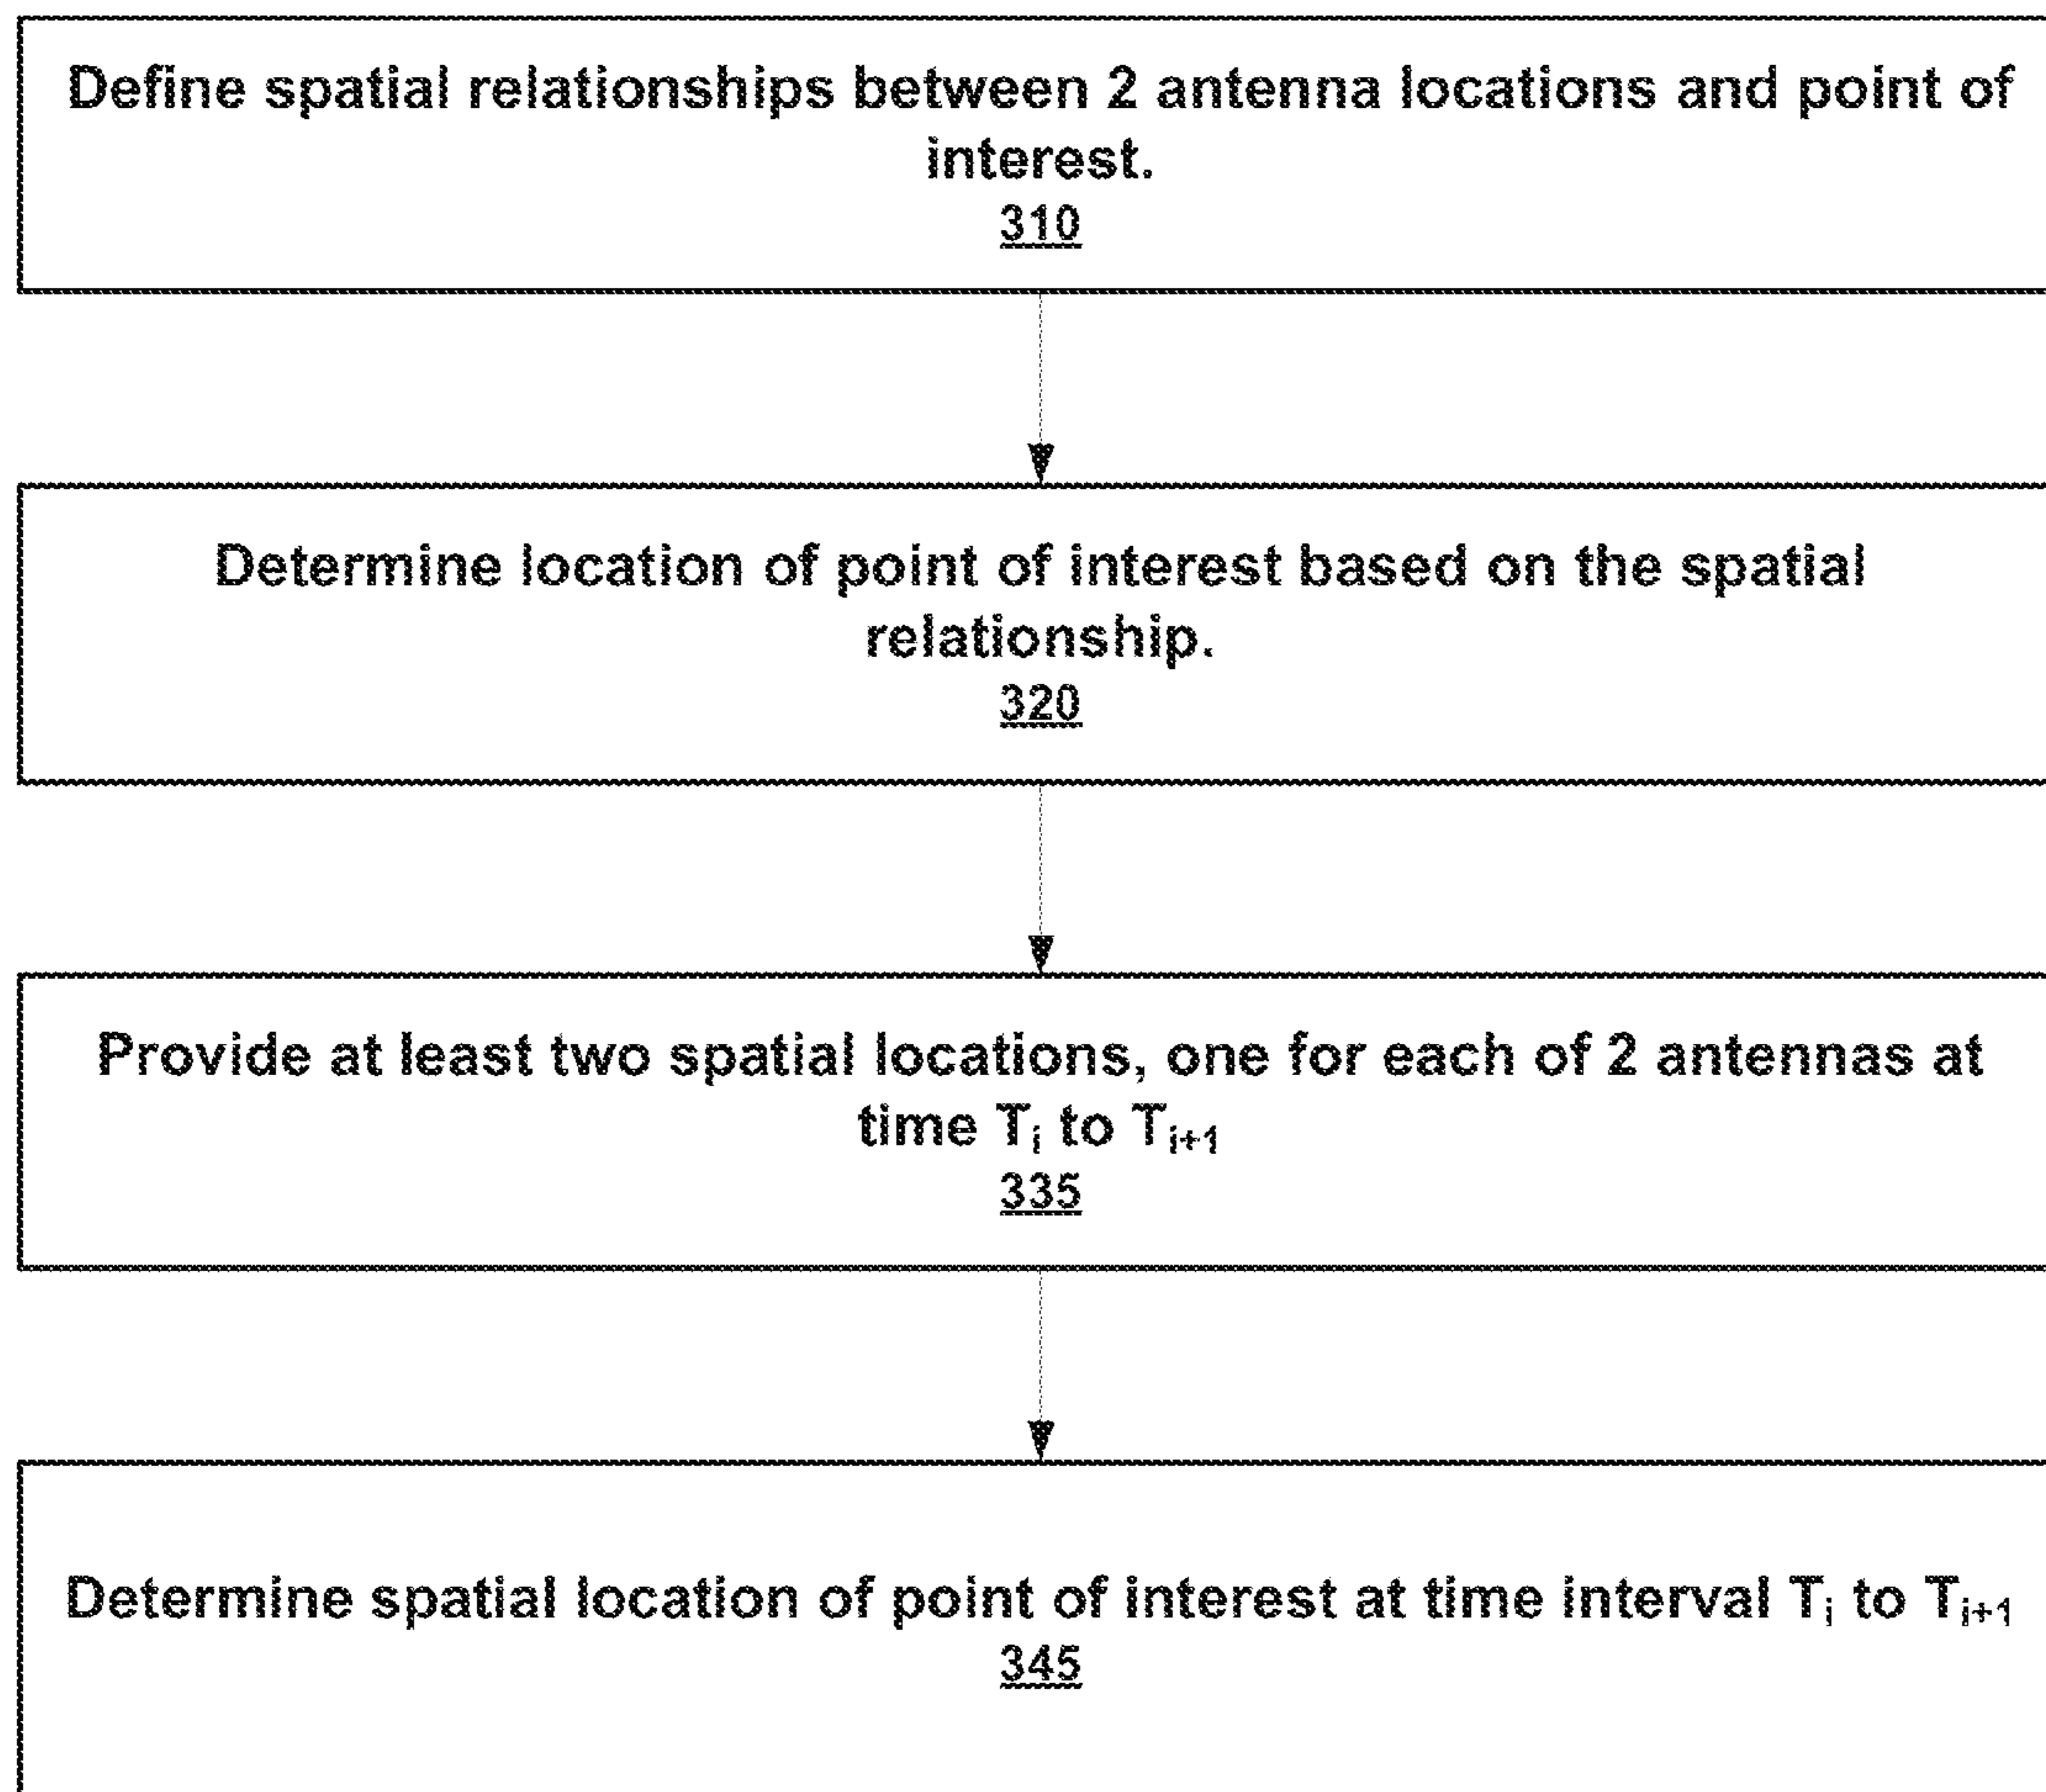 Define spatial relationships between 2 antenna locations and point of
interest.
310
Determine location of point of interest based on the spatial
relationship.
320
Provide at least two spatial locations, one for each of 2 antennas at
time Tᵢ to Tᵢ₊₁
335
Determine spatial location of point of interest at time interval Tᵢ to Tᵢ₊₁
345